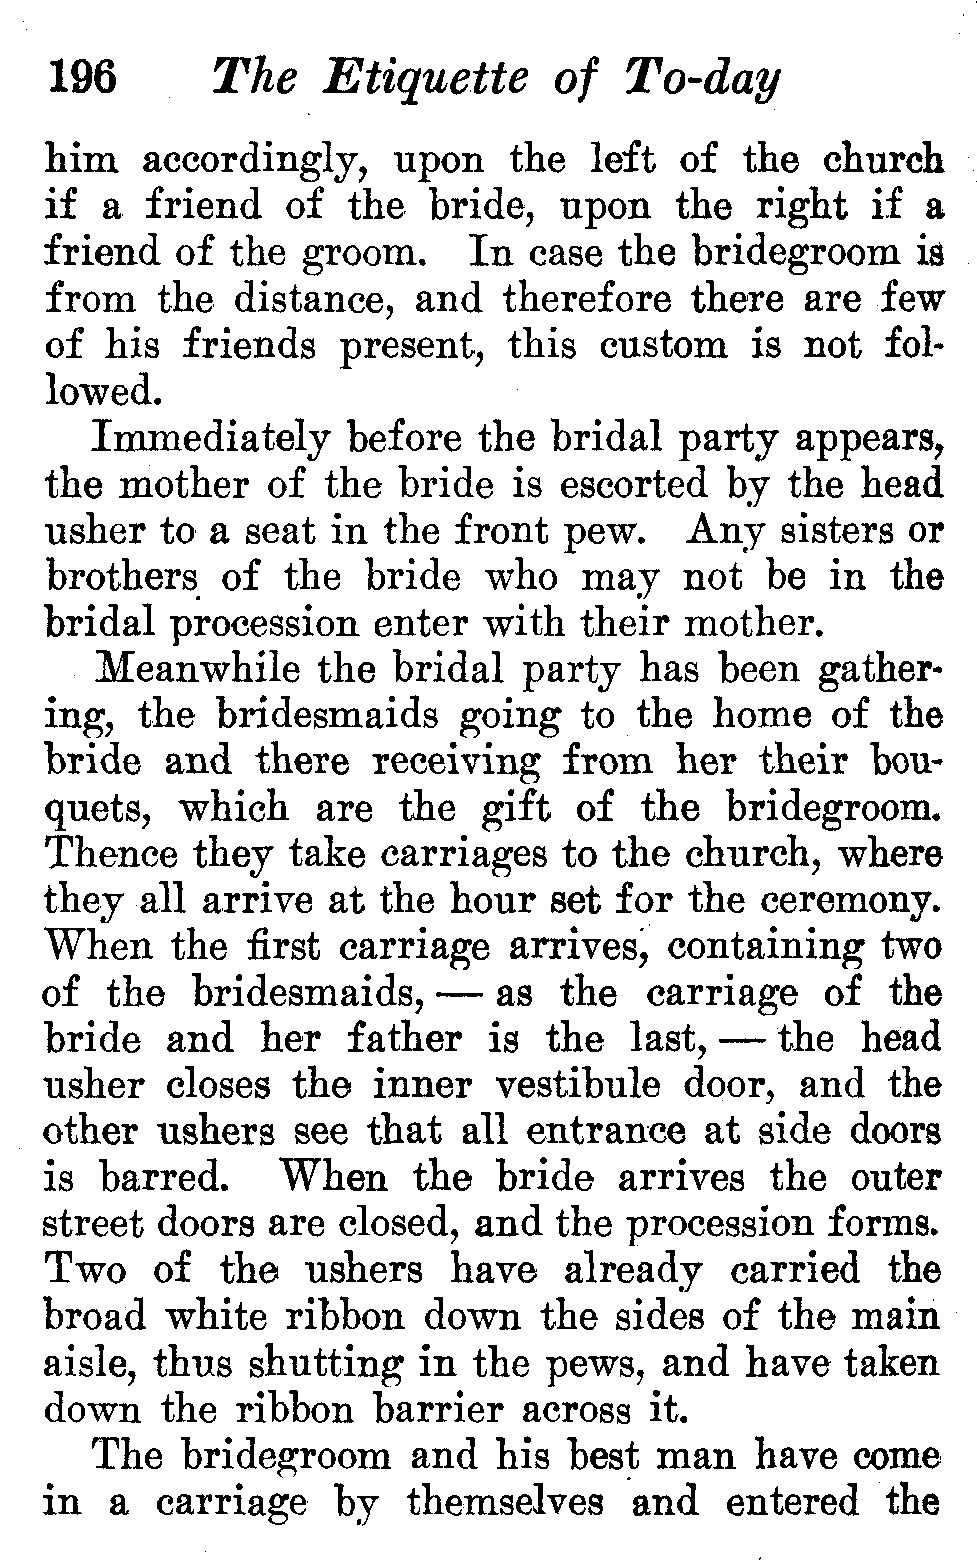 196 The Etiquette of To-day
him accordingly, upon the left of the church
if a friend of the bride, upon the right if a
friend of the groom. In case the bridegroom is
from the distance, and therefore there are few
of his friends present, this custom is not fol-
lowed.
Immediately before the bridal party appears,
the mother of the bride is escorted by the head
usher to a seat in the front pew. Any sisters or
brothers of the bride who may not be in the
bridal procession enter with their mother.
Meanwhile the bridal party has been gather-
ing, the bridesmaids going to the home of the
bride and there receiving from her their bou-
quets, which are the gift of the bridegroom.
Thence they take carriages to the church, where
they all arrive at the hour set for the ceremony.
When the first carriage arrives, containing two
of the bridesmaids, — as the carriage of the
bride and her father is the last, — the head
usher closes the inner vestibule door, and the
other ushers see that all entrance at side doors
is barred. When the bride arrives the outer
street doors are closed, and the procession forms.
Two of the ushers have already carried the
broad white ribbon down the sides of the main
aisle, thus shutting in the pews, and have taken
down the ribbon barrier across it.
The bridegroom and his best man have come
in a carriage by themselves and entered the